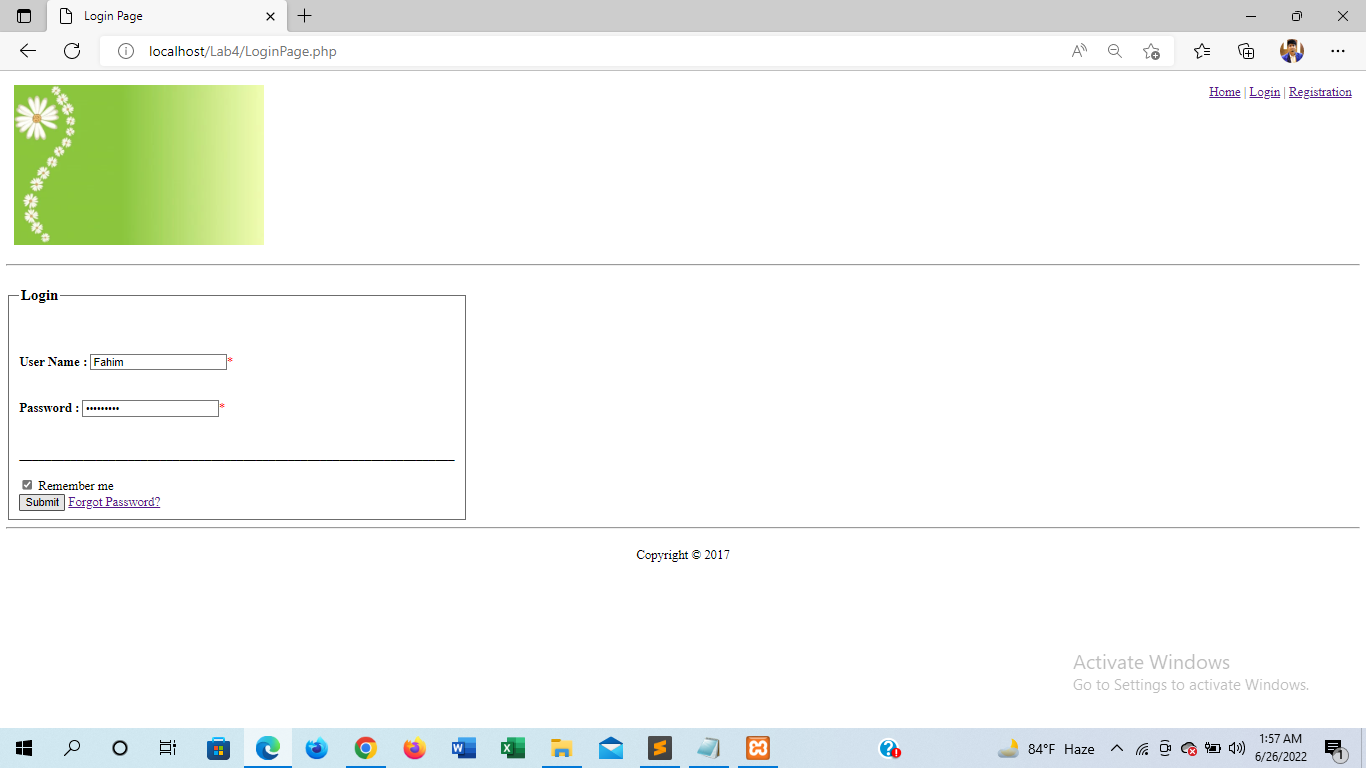 Login Page
localhost/Lab4/LoginPage.php
Home | Login | Registration
Login
User Name : Fahim*
Password : •••••••••*
Remember me
Submit Forgot Password?
Copyright © 2017
Activate Windows
Go to Settings to activate Windows.
84°F Haze
1:57 AM
6/26/2022
1